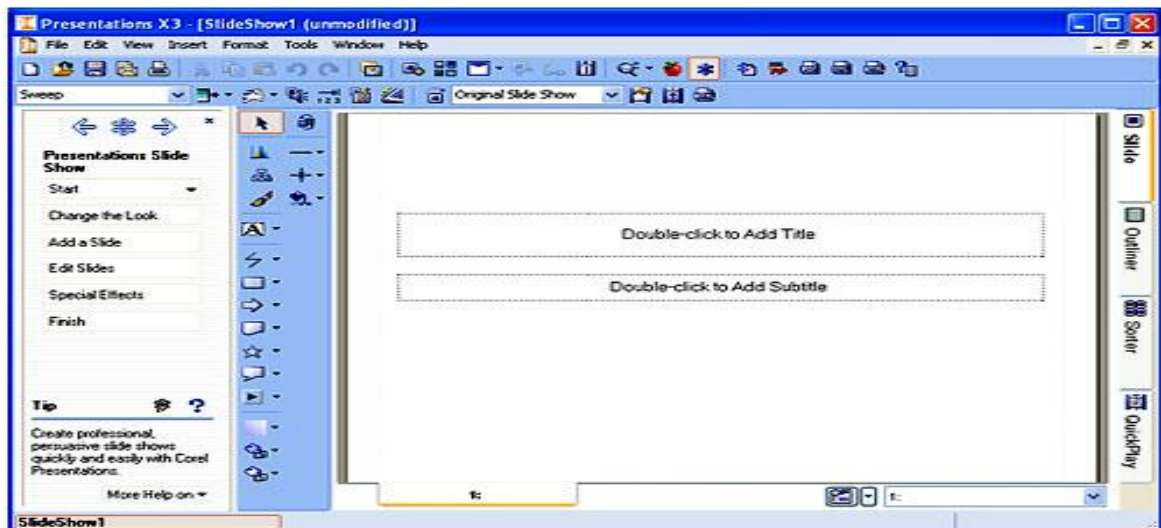 Presentations X3 - [SlideShow1 (unmodified)]
File Edit View Insert Format Tools Window Help
Sweep
Original Slide Show
Presentations Slide
Show
Start
Change the Look
Add a Slide
Edit Slides
Special Effects
Finish
Tip
Create professional,
persuasive slide shows
quickly and easily with Corel
Presentations.
More Help on
Double-click to Add Title
Double-click to Add Subtitle
Slide
Outliner
Sorter
QuickPlay
1:
1:
SlideShow1